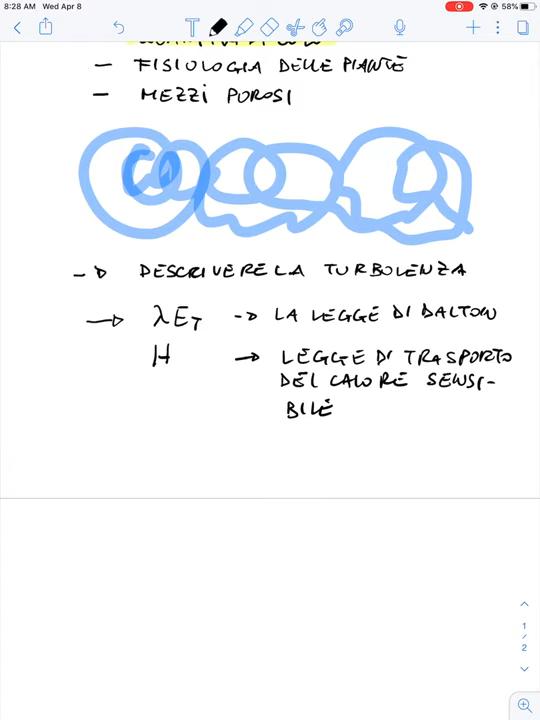 8:28 AM Wed Apr 8
58%
– FISIOLOGIA DELLE PIANTE
– MEZZI POROSI
→ DESCRIVERE LA TURBOLENZA
→ λE_T → LA LEGGE DI DALTON
H → LEGGE DI TRASPORTO
DEL CALORE SENSI-
BILE
1
/
2